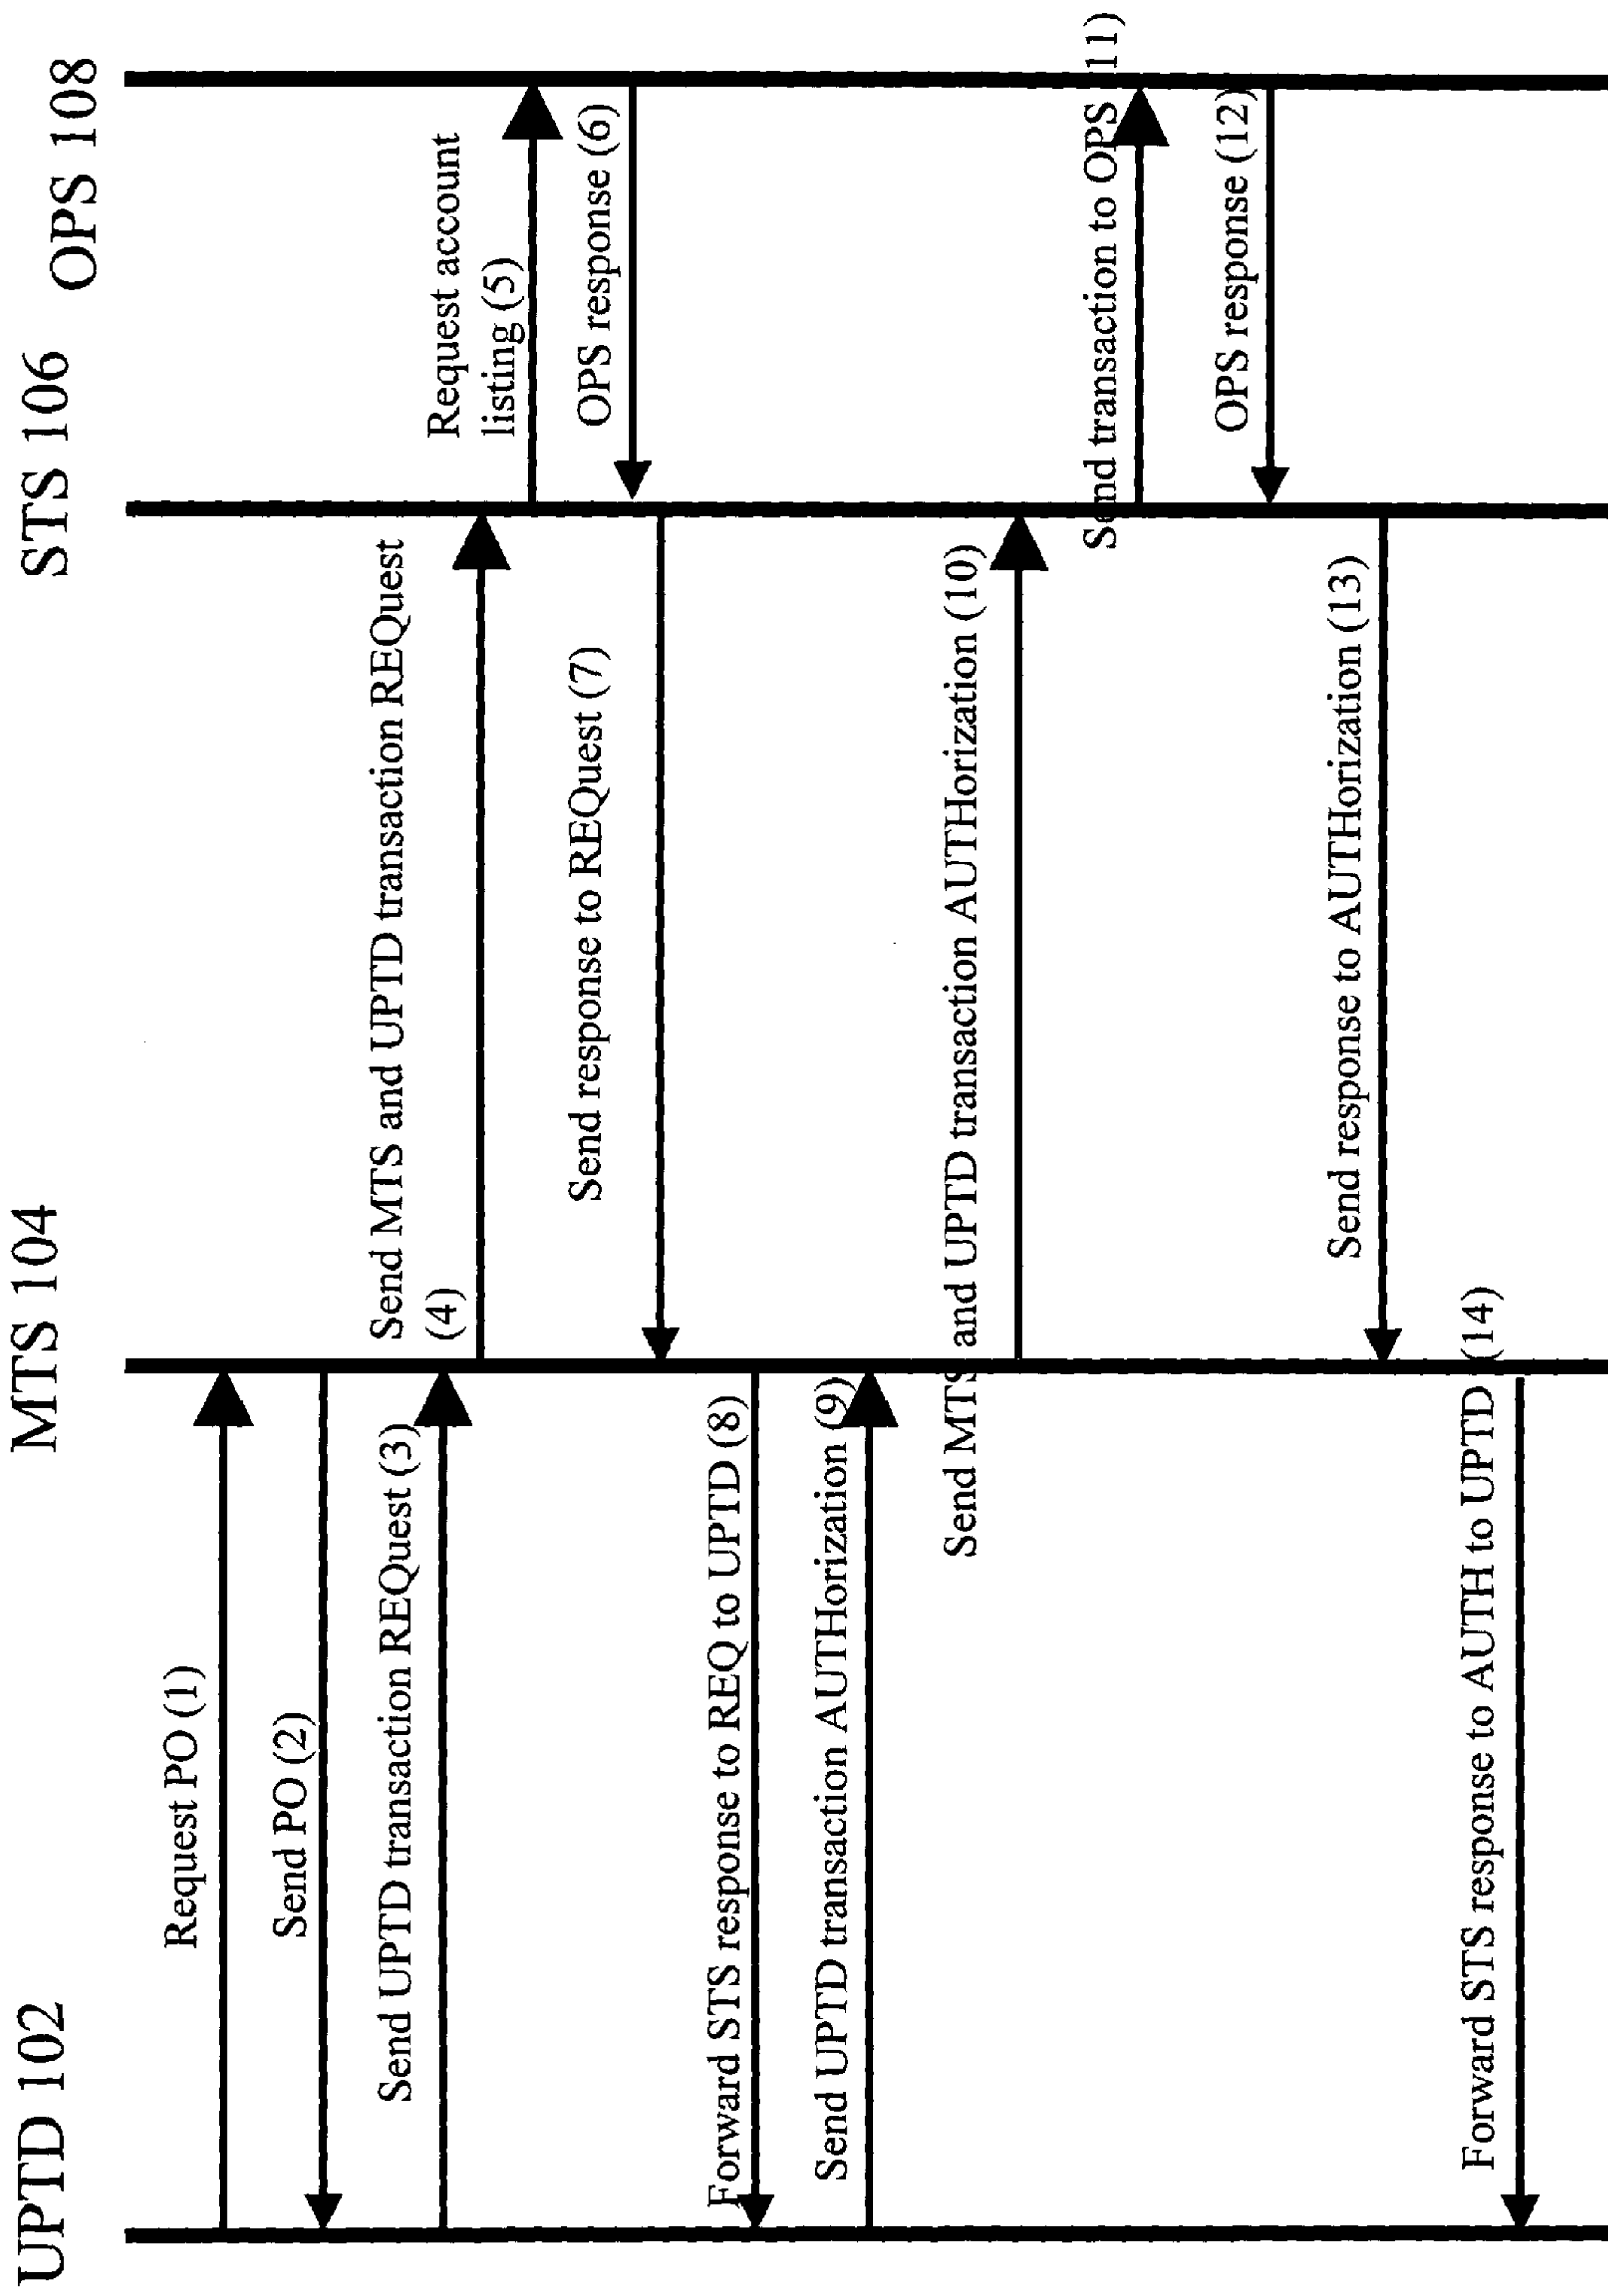 UPTD 102
MTS 104
STS 106
OPS 108
Request PO (1)
Send PO (2)
Send UPTD transaction REQuest (3)
Send MTS and UPTD transaction REQuest
(4)
Request account
listing (5)
OPS response (6)
Send response to REQuest (7)
Forward STS response to REQ to UPTD (8)
Send UPTD transaction AUTHorization (9)
Send MTS and UPTD transaction AUTHorization (10)
Send transaction to OPS (11)
OPS response (12)
Send response to AUTHorization (13)
Forward STS response to AUTH to UPTD (14)